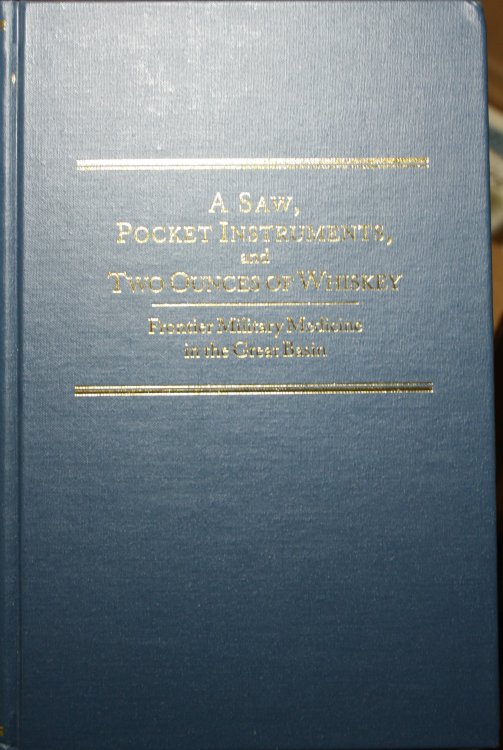 A SAW,
POCKET INSTRUMENTS,
and
TWO OUNCES OF WHISKEY
Frontier Military Medicine
in the Great Basin